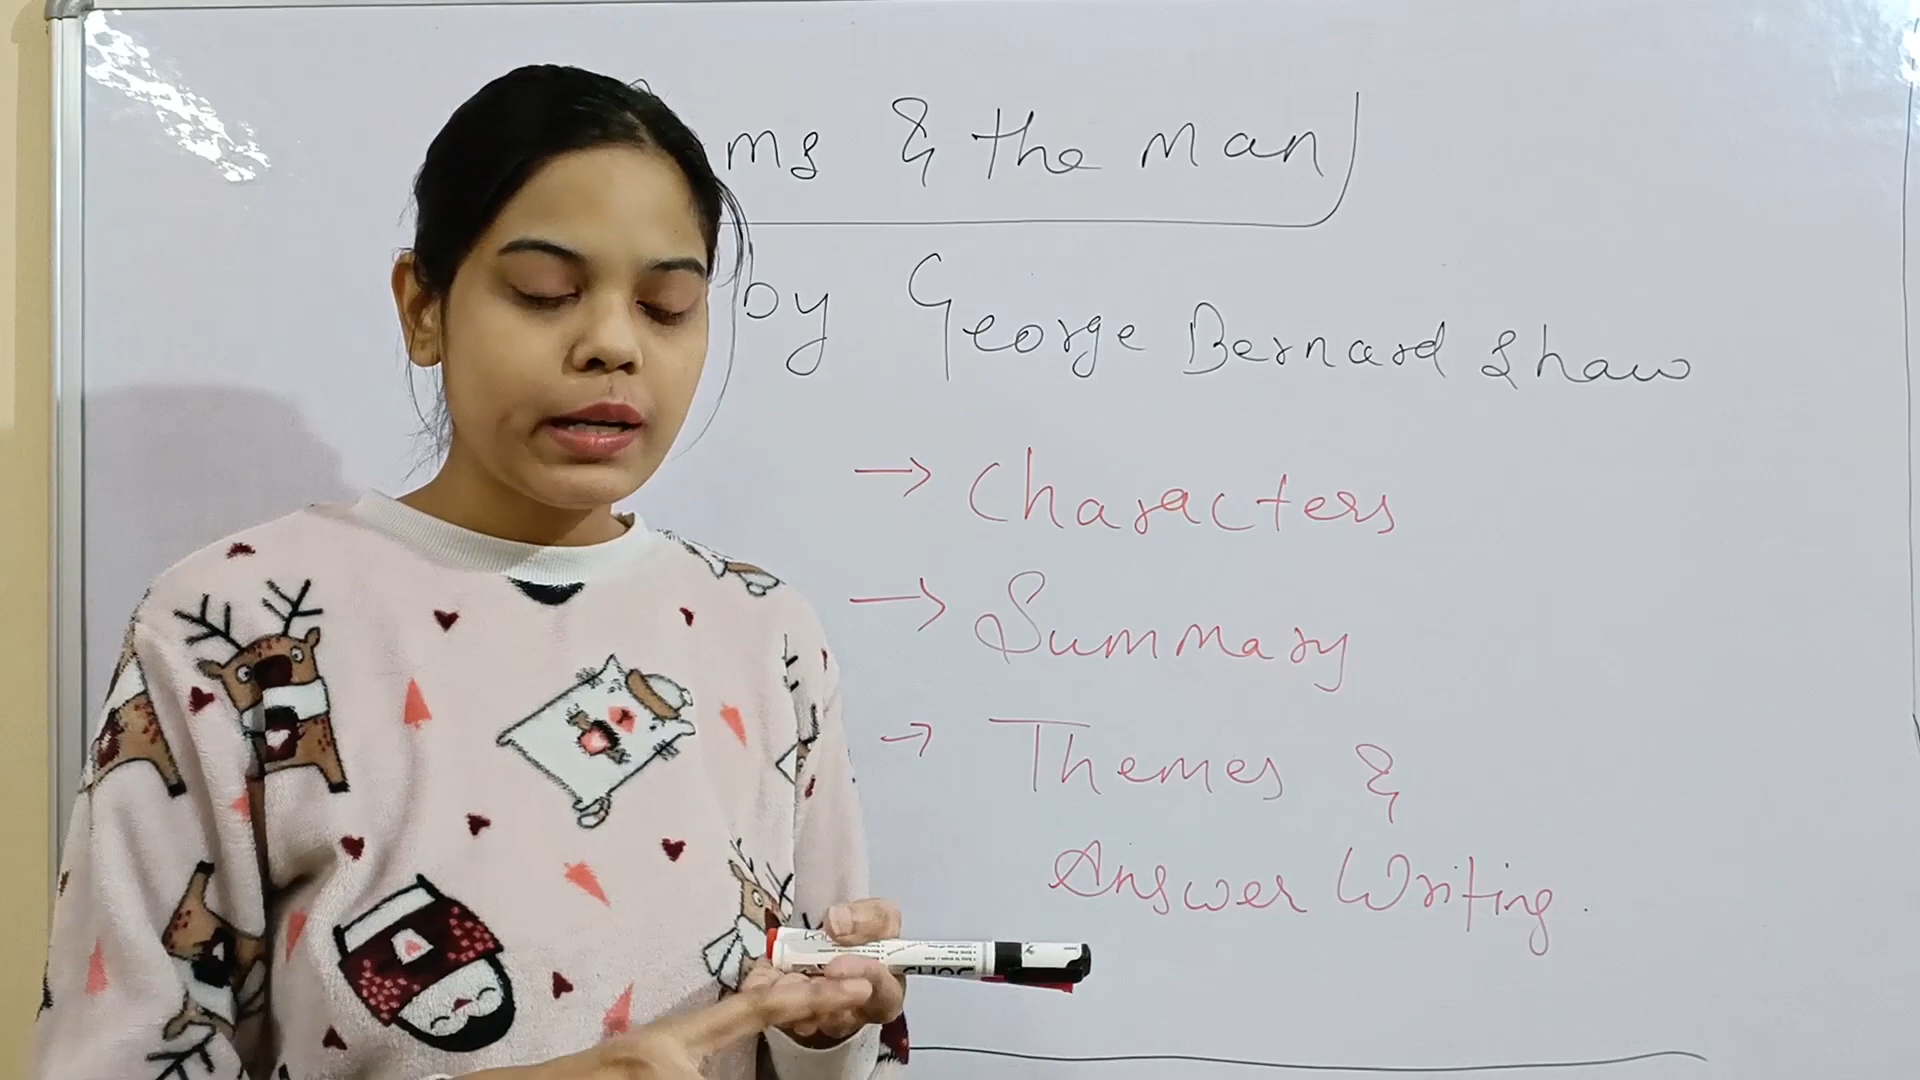 ms & the Man
by George Bernard Shaw
→ Characters
→ Summary
→ Themes &
Answer Writing.